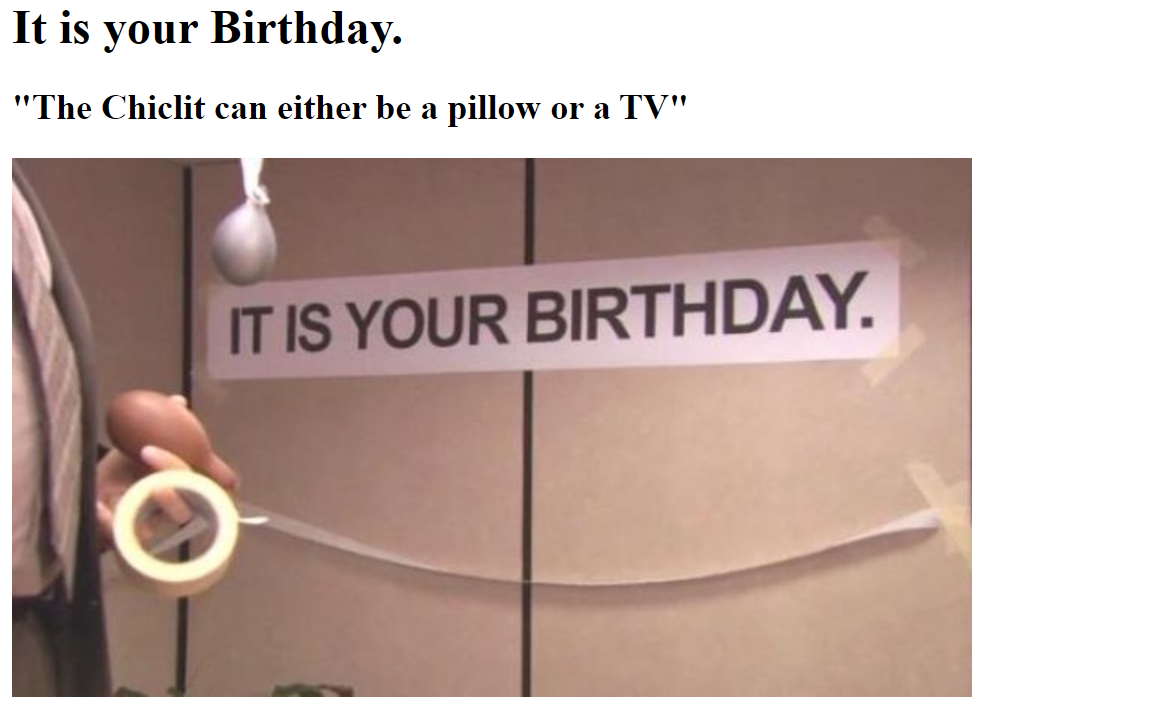 It is your Birthday.
"The Chiclit can either be a pillow or a TV"
IT IS YOUR BIRTHDAY.